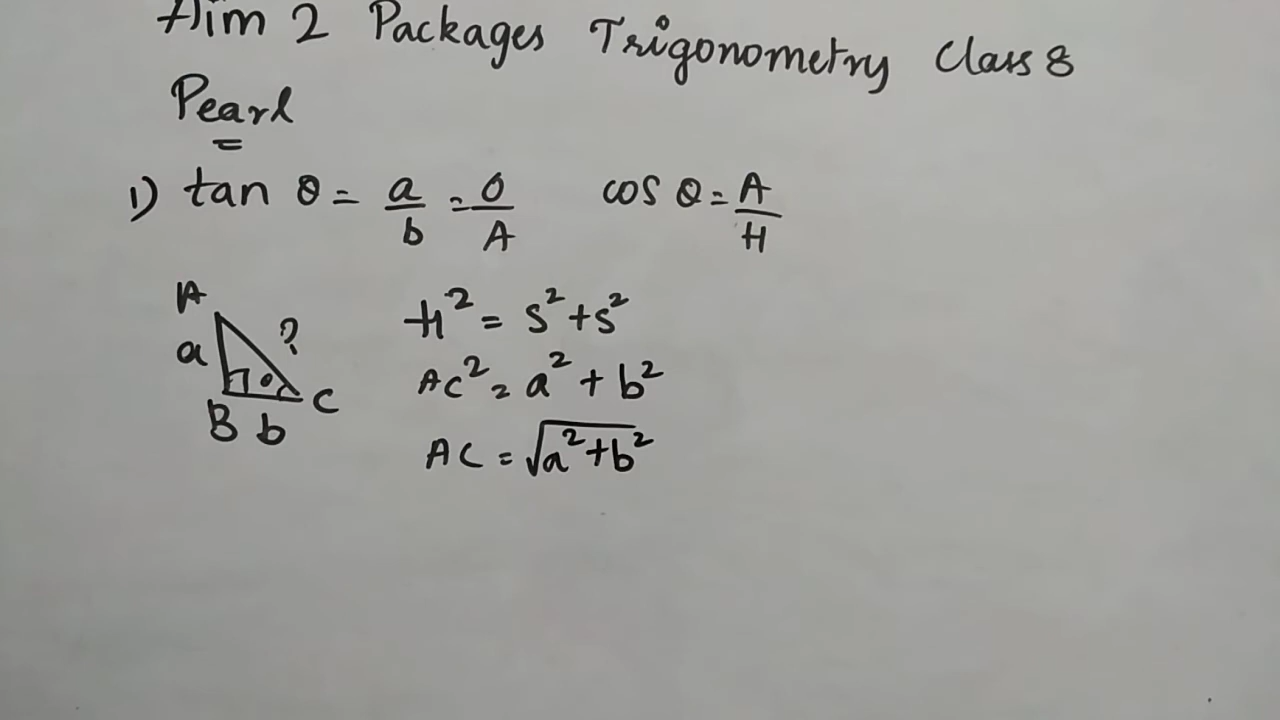 Aim 2 Packages Trigonometry Class 8
Pearl
1) tan θ = a/b = O/A cos θ = A/H
A
a ?
B b C
H² = S² + S²
AC² = a² + b²
AC = √a² + b²